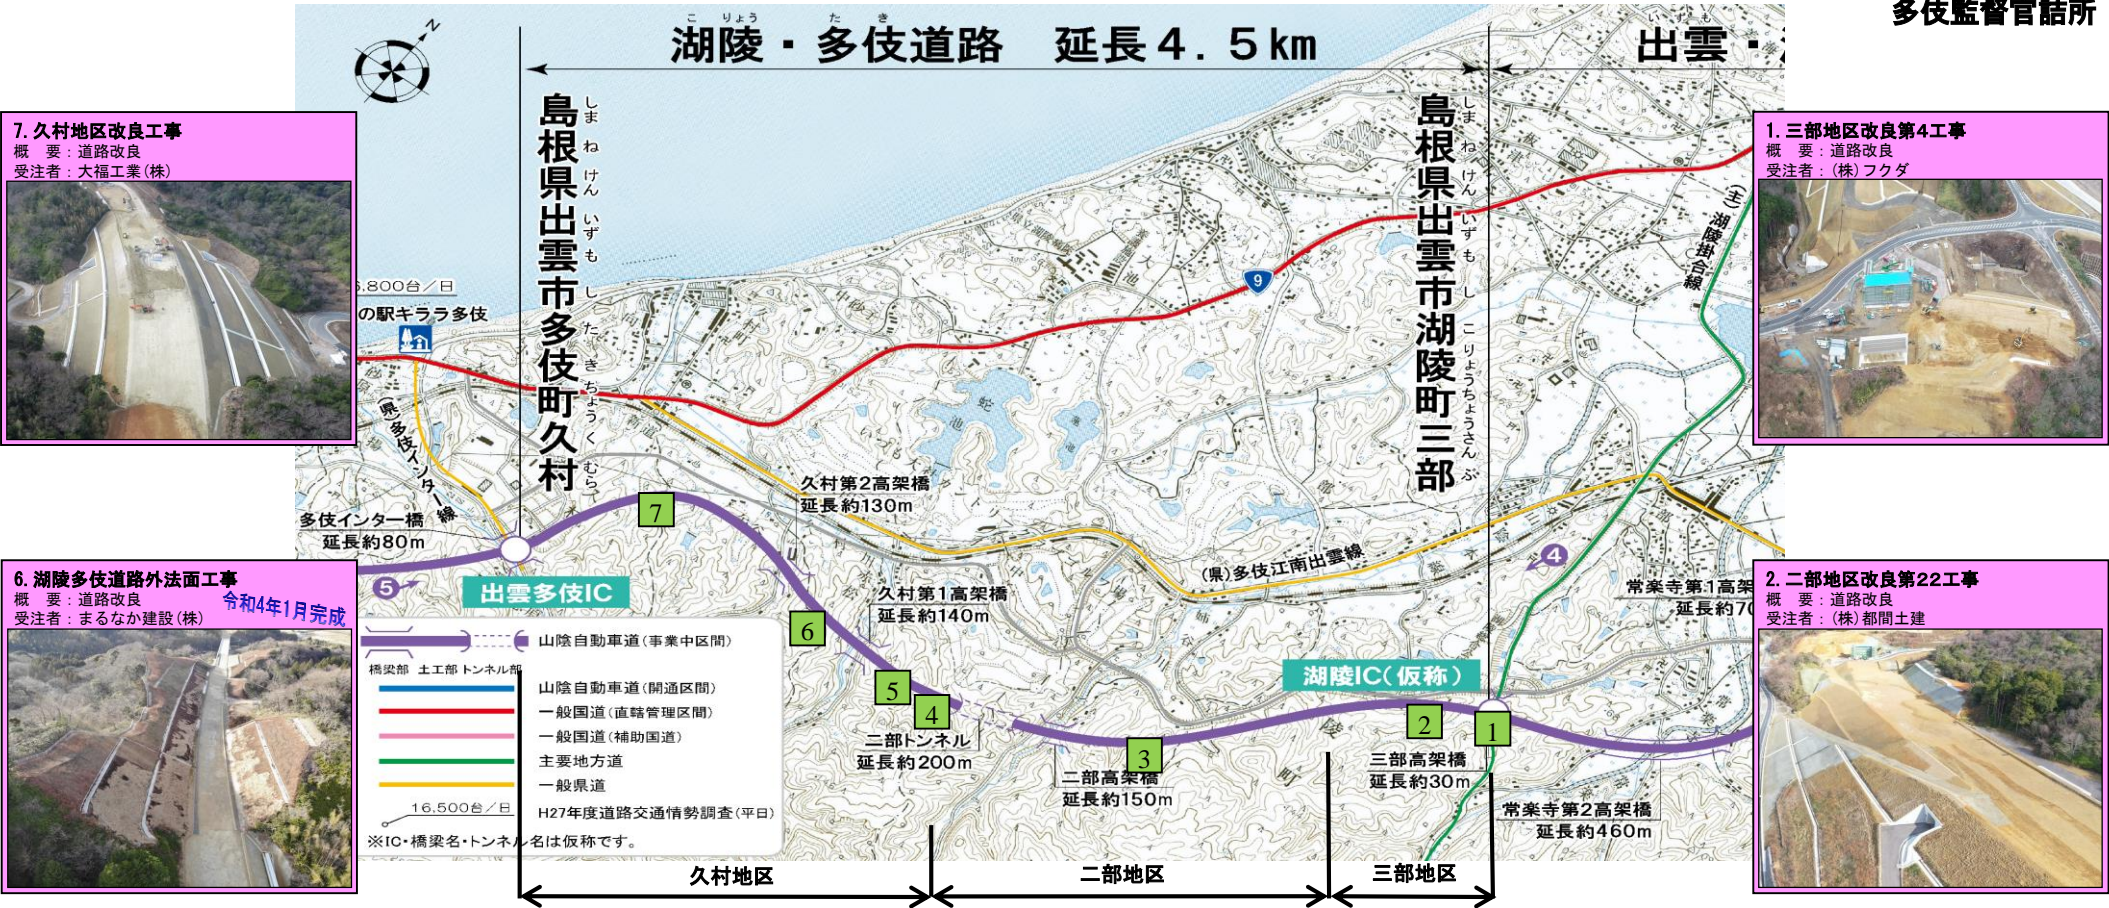 多伎監督官詰所
湖陵・多伎道路　延長４．５km
こりょう
たき
出雲・
いずも
N
島根県出雲市多伎町久村
しまねけんいずもしたきちょうくむら
島根県出雲市湖陵町三部
しまねけんいずもしこりょうちょうさんぶ
7. 久村地区改良工事
概　要：道路改良
受注者：大福工業(株)
1. 三部地区改良第4工事
概　要：道路改良
受注者：(株)フクダ
6. 湖陵多伎道路外法面工事
概　要：道路改良
受注者：まるなか建設(株)
令和4年1月完成
2. 二部地区改良第22工事
概　要：道路改良
受注者：(株)都間土建
(主)湖陵掛合線
9
6,800台／日
の駅キララ多伎
(県)多伎インター線
蛇池
久村第2高架橋
延長約130m
7
多伎インター橋
延長約80m
5
出雲多伎IC
(県)多伎江南出雲線
4
常楽寺第1高架
延長約70
久村第1高架橋
延長約140m
6
5
4
二部トンネル
延長約200m
湖陵IC(仮称)
3
2
1
二部高架橋
延長約150m
三部高架橋
延長約30m
常楽寺第2高架橋
延長約460m
山陰自動車道(事業中区間)
橋梁部 土工部 トンネル部
山陰自動車道(開通区間)
一般国道(直轄管理区間)
一般国道(補助国道)
主要地方道
一般県道
16,500台／日
H27年度道路交通情勢調査(平日)
※IC・橋梁名・トンネル名は仮称です。
久村地区
二部地区
三部地区